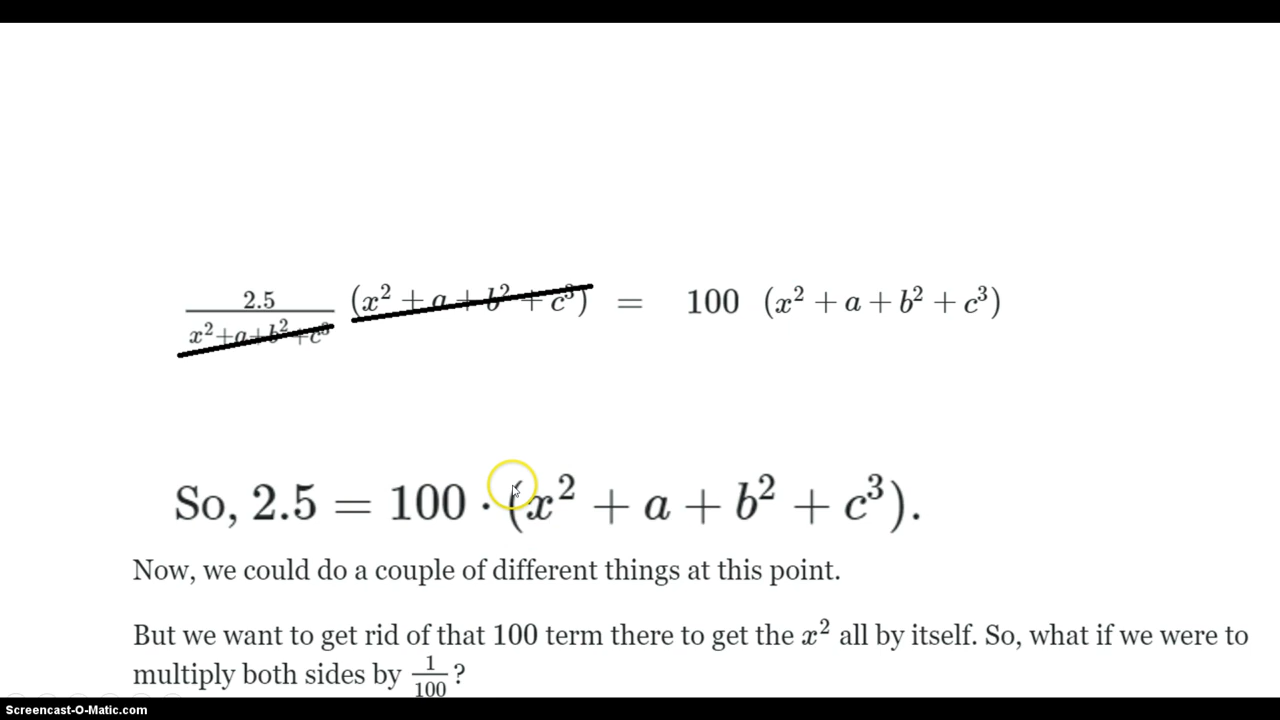 2.5 / x² + a + b² + c³ (x² + a + b² + c³) = 100 (x² + a + b² + c³)
So, 2.5 = 100 · (x² + a + b² + c³).
Now, we could do a couple of different things at this point.
But we want to get rid of that 100 term there to get the x² all by itself. So, what if we were to
multiply both sides by 1/100?
Screencast-O-Matic.com